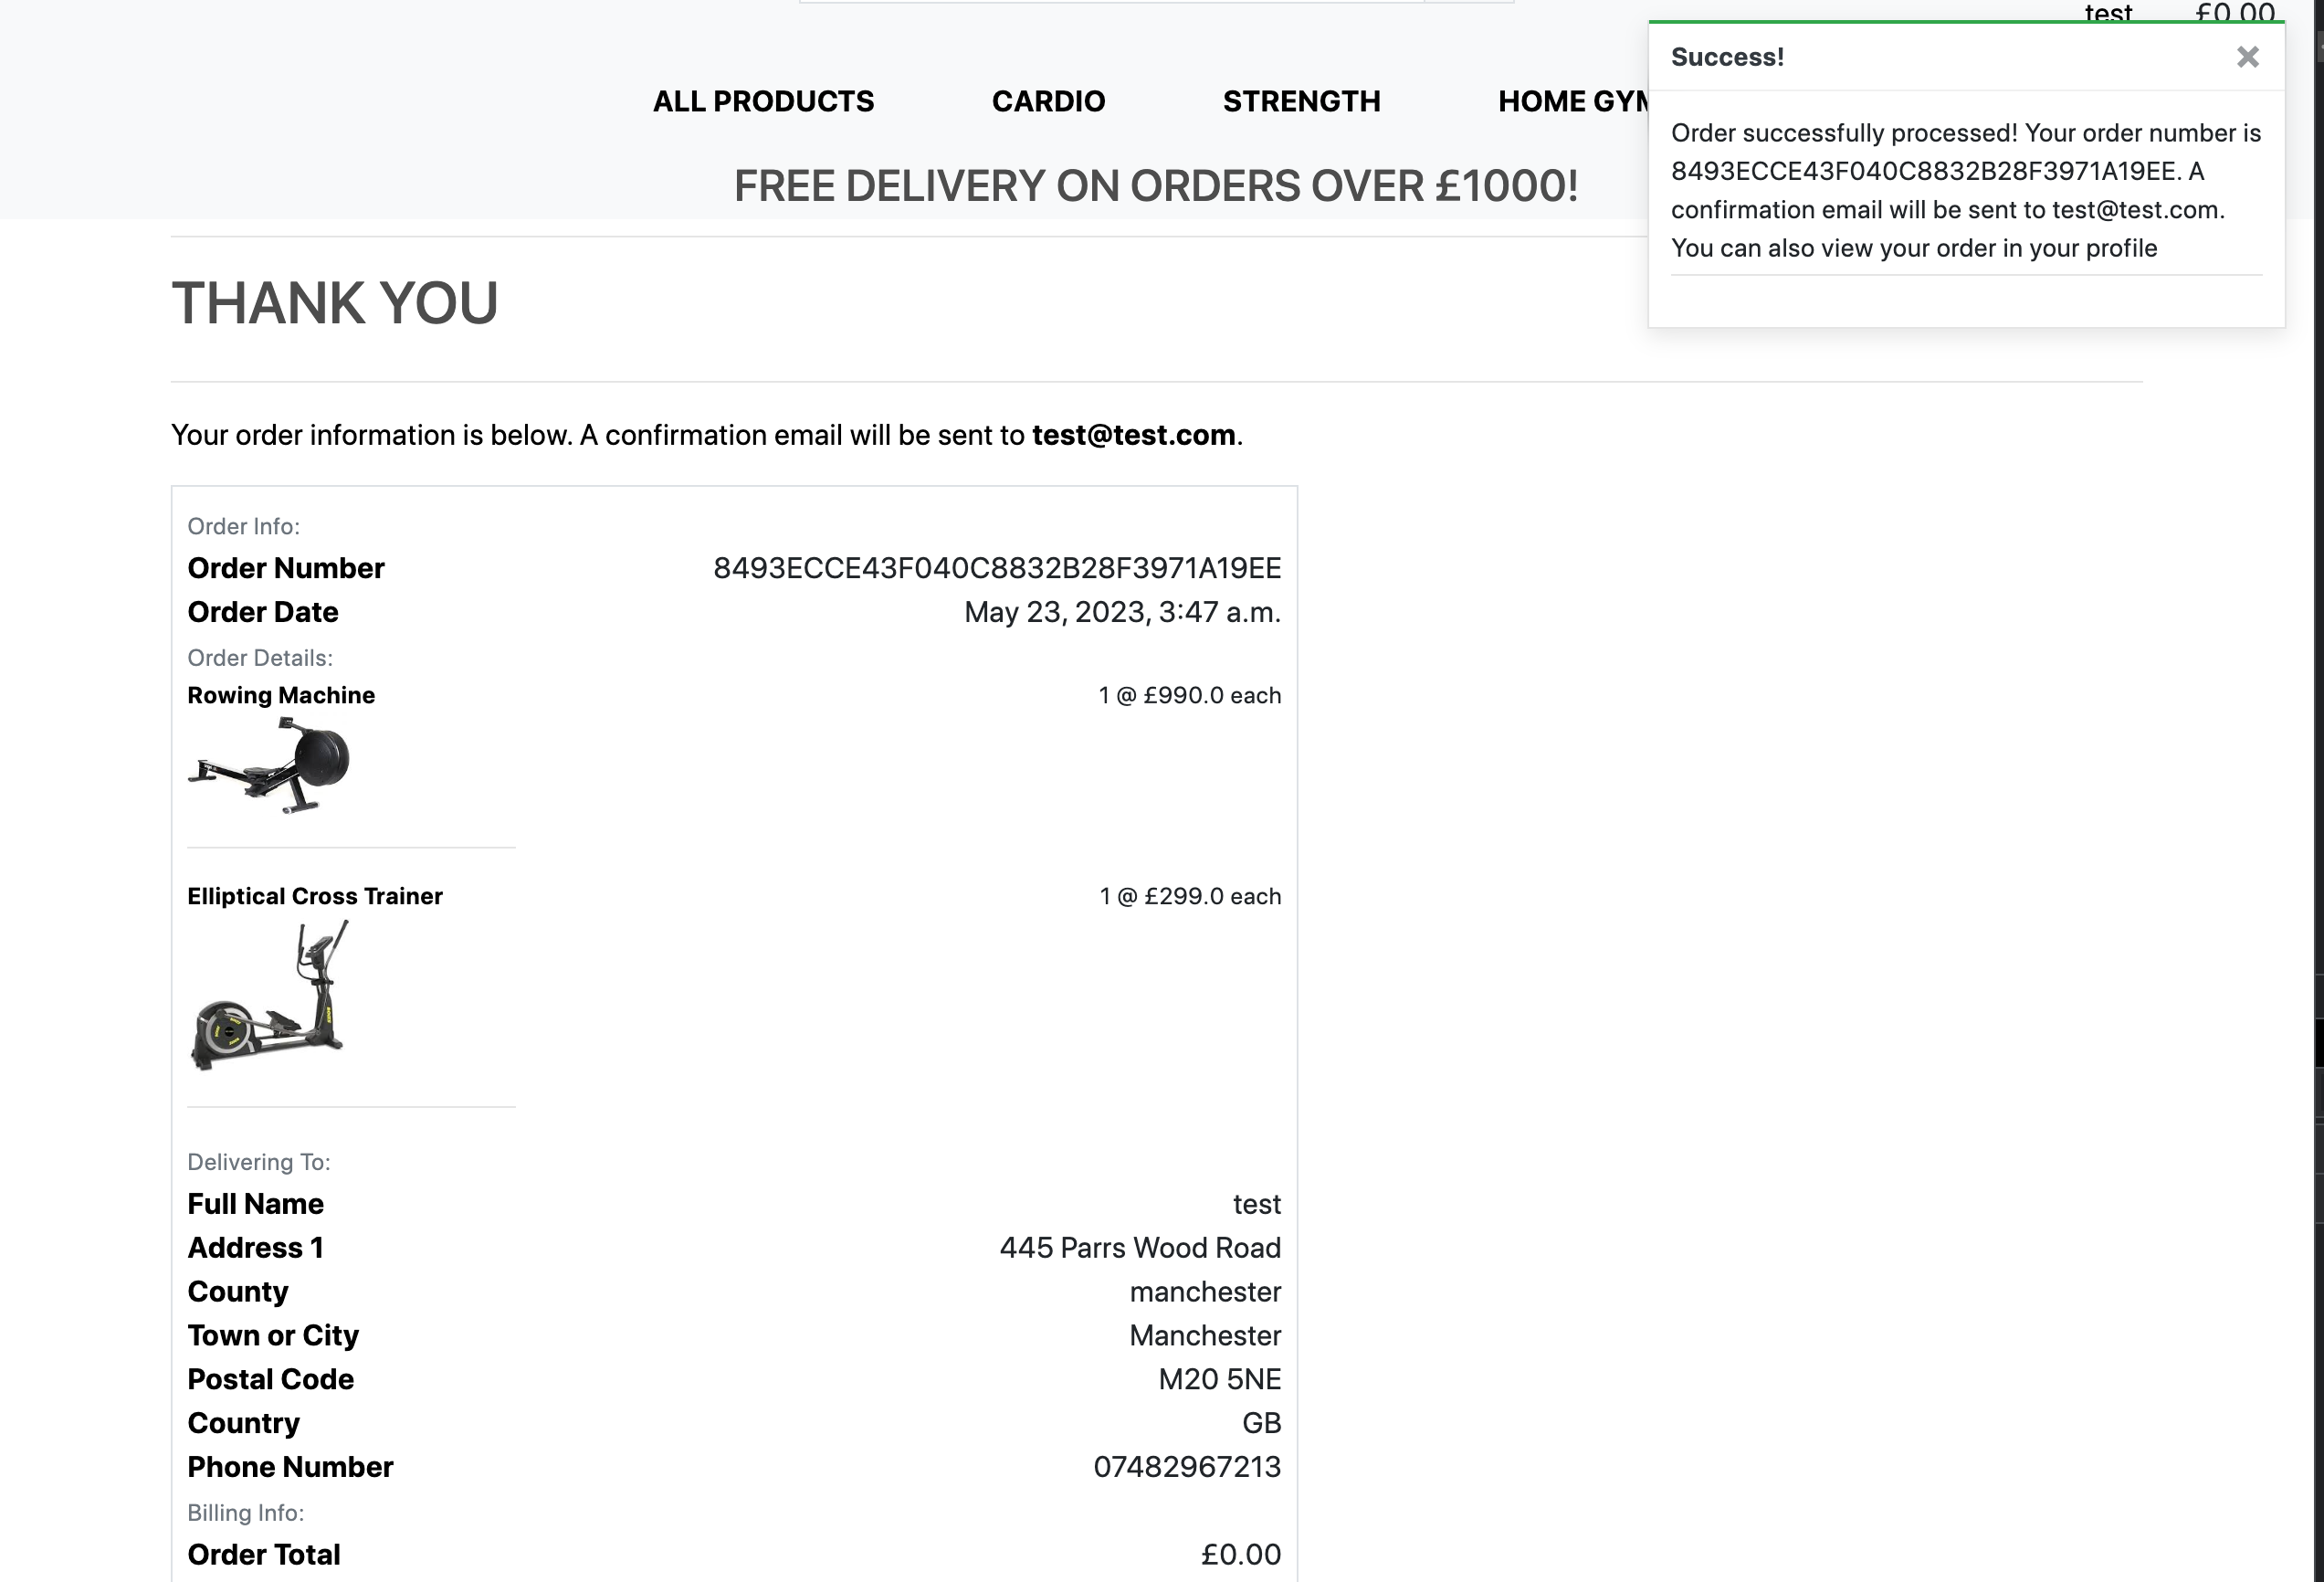 test £0.00
ALL PRODUCTS CARDIO STRENGTH HOME GYM
FREE DELIVERY ON ORDERS OVER £1000!
Success!
Order successfully processed! Your order number is
8493ECCE43F040C8832B28F3971A19EE. A
confirmation email will be sent to test@test.com.
You can also view your order in your profile
THANK YOU
Your order information is below. A confirmation email will be sent to test@test.com.
Order Info:
Order Number 8493ECCE43F040C8832B28F3971A19EE
Order Date May 23, 2023, 3:47 a.m.
Order Details:
Rowing Machine 1 @ £990.0 each
Elliptical Cross Trainer 1 @ £299.0 each
Delivering To:
Full Name test
Address 1 445 Parrs Wood Road
County manchester
Town or City Manchester
Postal Code M20 5NE
Country GB
Phone Number 07482967213
Billing Info:
Order Total £0.00